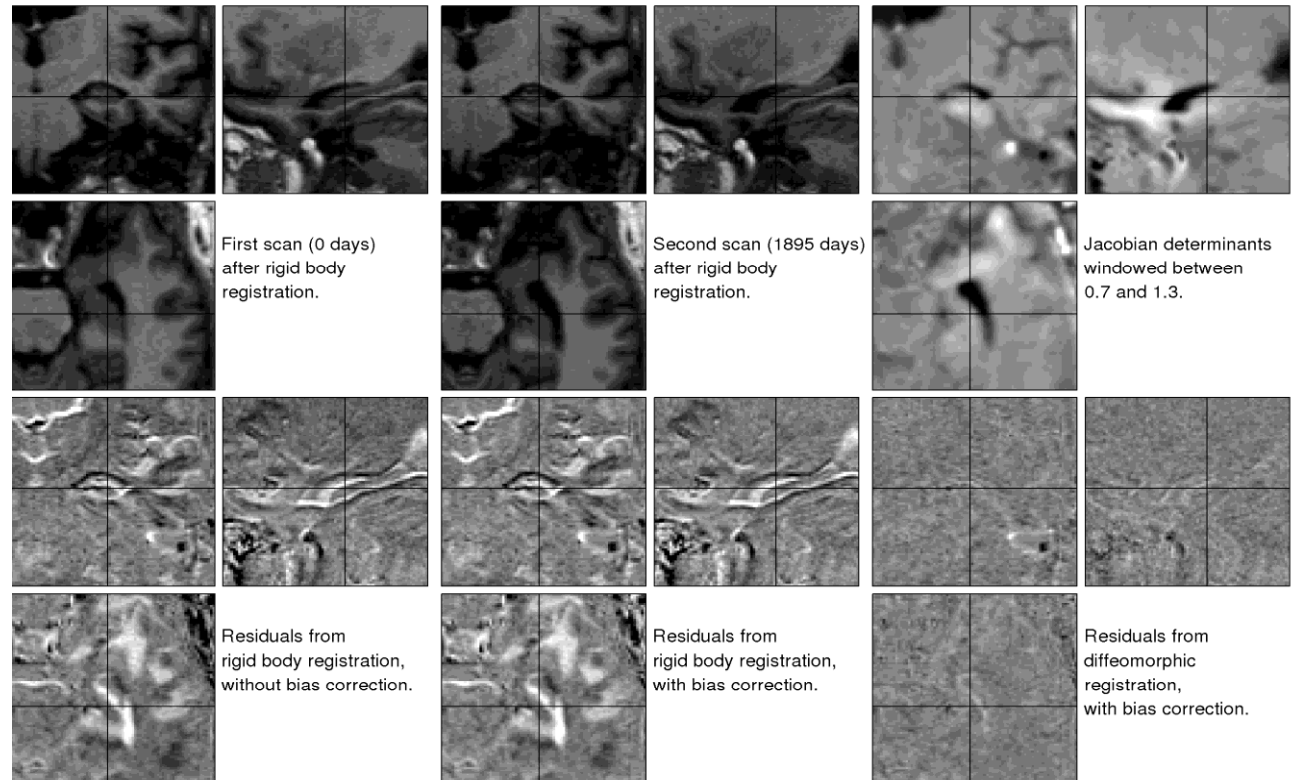 First scan (0 days)
after rigid body
registration.
Second scan (1895 days)
after rigid body
registration.
Jacobian determinants
windowed between
0.7 and 1.3.
Residuals from
rigid body registration,
without bias correction.
Residuals from
rigid body registration,
with bias correction.
Residuals from
diffeomorphic
registration,
with bias correction.